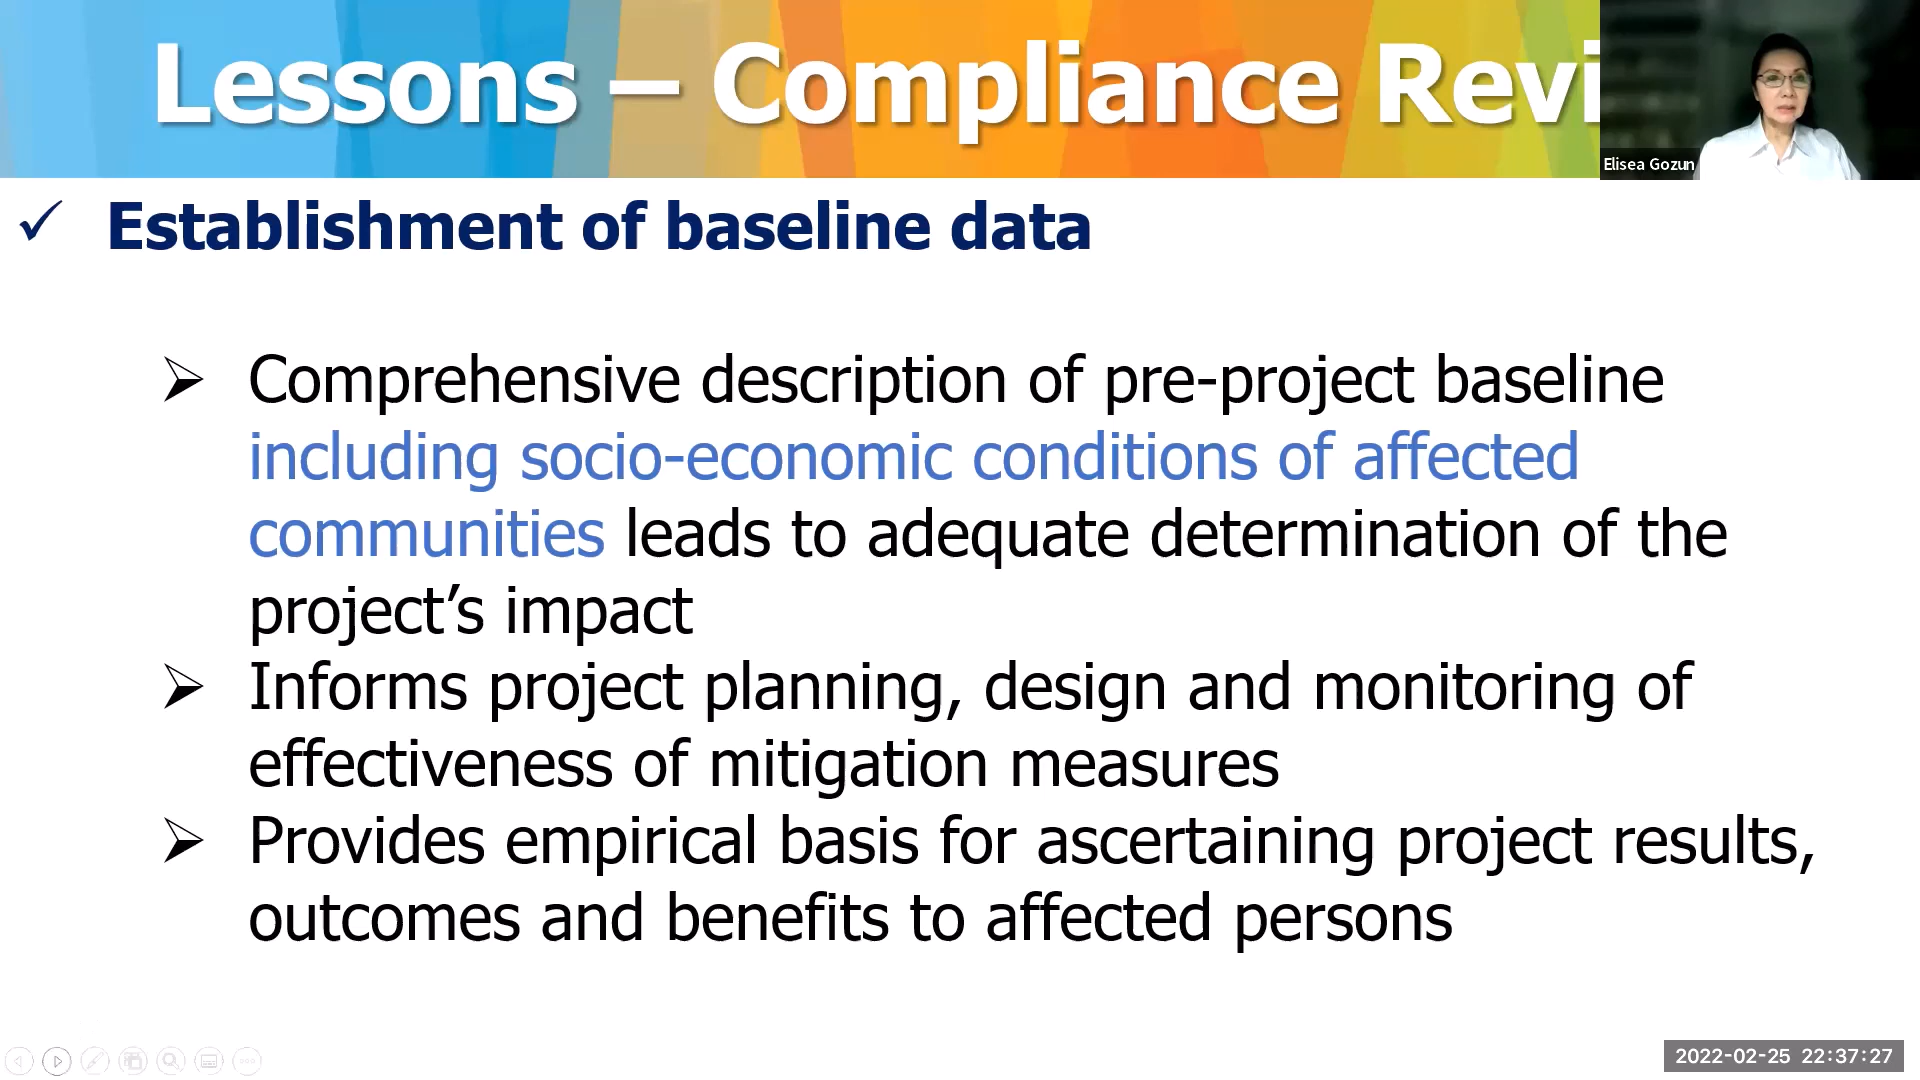 Lessons – Compliance Revi
Elisea Gozun
✓ Establishment of baseline data
➢ Comprehensive description of pre-project baseline
including socio-economic conditions of affected
communities leads to adequate determination of the
project’s impact
➢ Informs project planning, design and monitoring of
effectiveness of mitigation measures
➢ Provides empirical basis for ascertaining project results,
outcomes and benefits to affected persons
2022-02-25 22:37:27